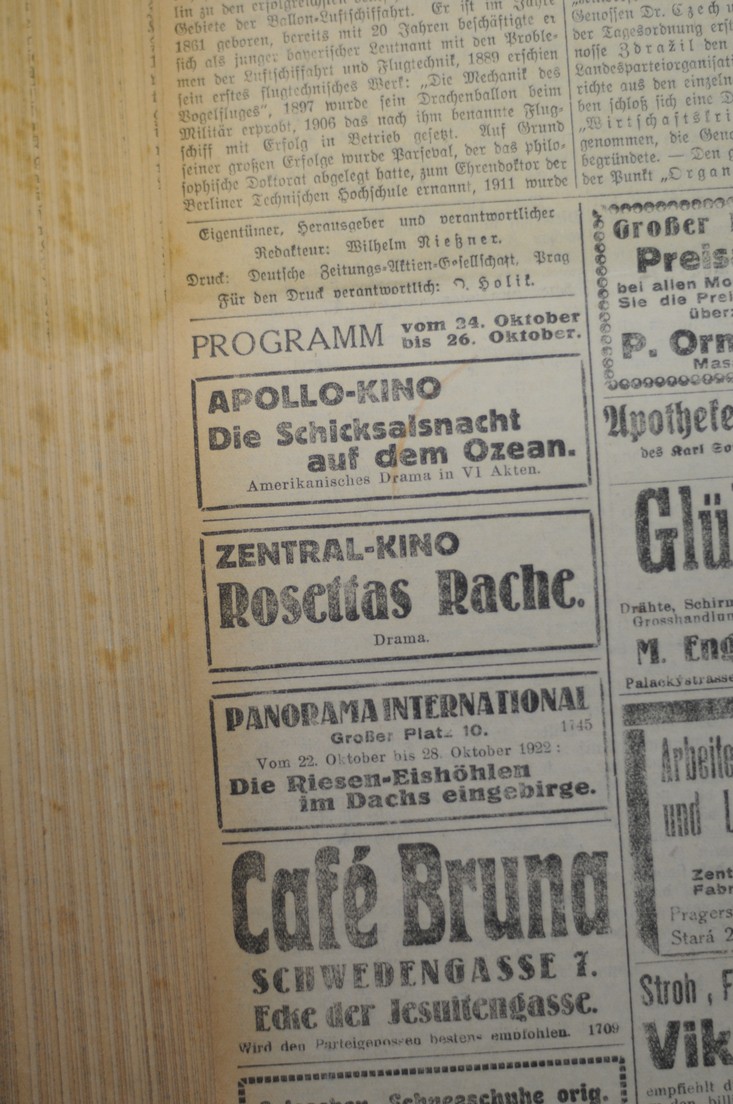 lin zu den erfolgreichsten
Gebiete der Ballon-Luftschiffahrt. Er ist im Jahre
1861 geboren, bereits mit 20 Jahren beschäftigte er
sich als junger bayerischer Leutnant mit den Proble-
men der Luftschiffahrt und Flugtechnik, 1889 erschien
sein erstes flugtechnisches Werk: „Die Mechanik des
Vogelfluges“, 1897 wurde sein Drachenballon beim
Militär erprobt, 1906 das nach ihm benannte Flug-
schiff mit Erfolg in Betrieb gesetzt. Auf Grund
seiner großen Erfolge wurde Parseval, der das philo-
sophische Doktorat abgelegt hatte, zum Ehrendoktor der
Berliner Technischen Hochschule ernannt, 1911 wurde
Eigentümer, Herausgeber und verantwortlicher
Redakteur: Wilhelm Nießner.
Druck: Deutsche Zeitungs-Aktien-Gesellschaft, Prag
Für den Druck verantwortlich: O. Holik.
PROGRAMM vom 24. Oktober
bis 26. Oktober.
APOLLO-KINO
Die Schicksalsnacht
auf dem Ozean.
Amerikanisches Drama in VI Akten.
ZENTRAL-KINO
Rosettas Rache.
Drama.
PANORAMA INTERNATIONAL
Großer Platz 10. 1745
Vom 22. Oktober bis 28. Oktober 1922:
Die Riesen-Eishöhlen
im Dachs eingebirge.
Café Bruna
SCHWEDENGASSE 7.
Ecke der Jesuitengasse.
Wird den Parteigenossen bestens empfohlen. 1709
Schneeschuhe orig.
Genossen Dr. Czech
der Tagesordnung
nosse Zdražil den
Landesparteiorganisati
richte aus den einzeln
ben schloß sich eine D
„Wirtschaftskri
genommen, die Geno
begründete. — Den
der Punkt „Organ
Großer
Preis
bei allen Mo
Sie die Prei
über:
P. Orn
Mas
Apotheke
des Karl
Glü
Drähte, Schirm
Grosshandlun
M. Eng
Palackýstrasse
Arbeite
und
Zent
Fabr
Pragers
Stará 2
Stroh, F
Vik
empfiehlt d